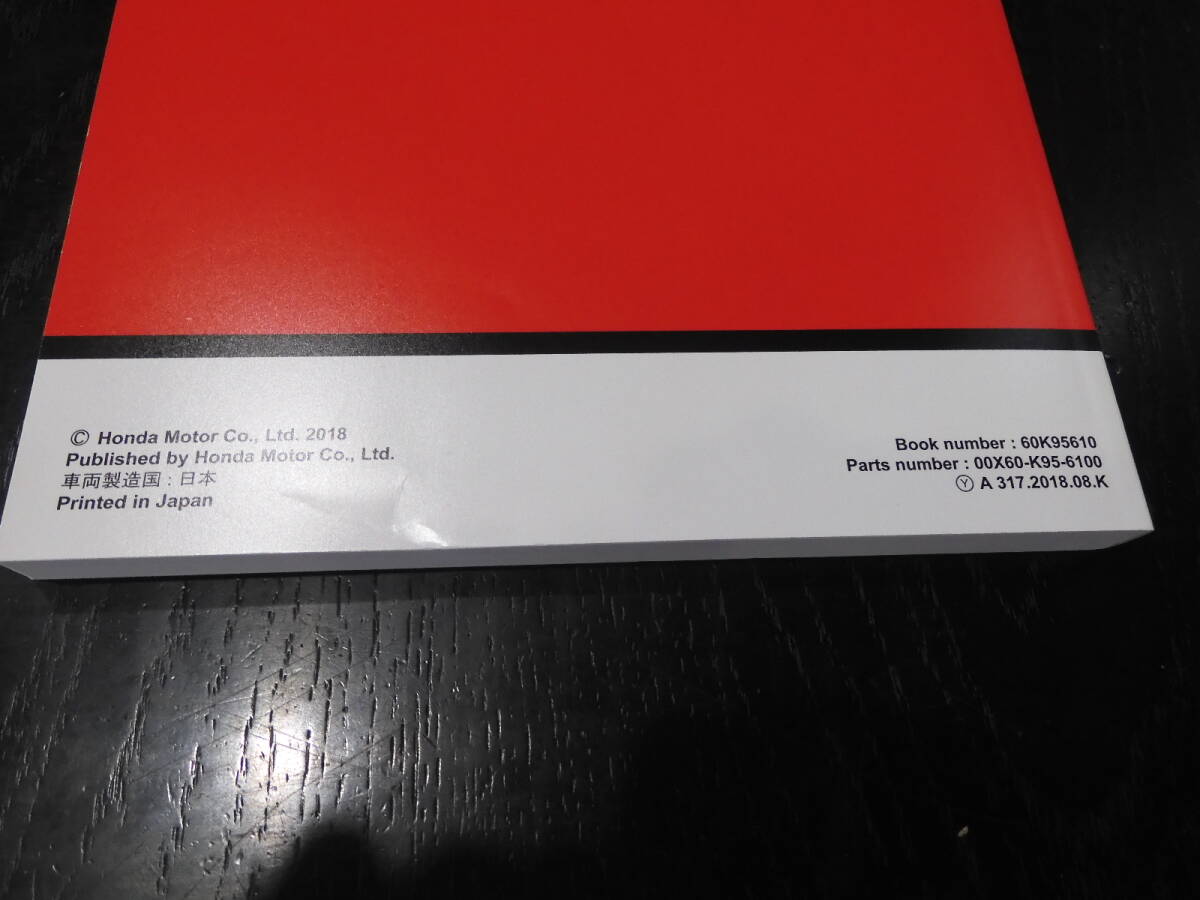 © Honda Motor Co., Ltd. 2018
Published by Honda Motor Co., Ltd.
車両製造国 : 日本
Printed in Japan
Book number : 60K95610
Parts number : 00X60-K95-6100
Ⓨ A 317.2018.08.K